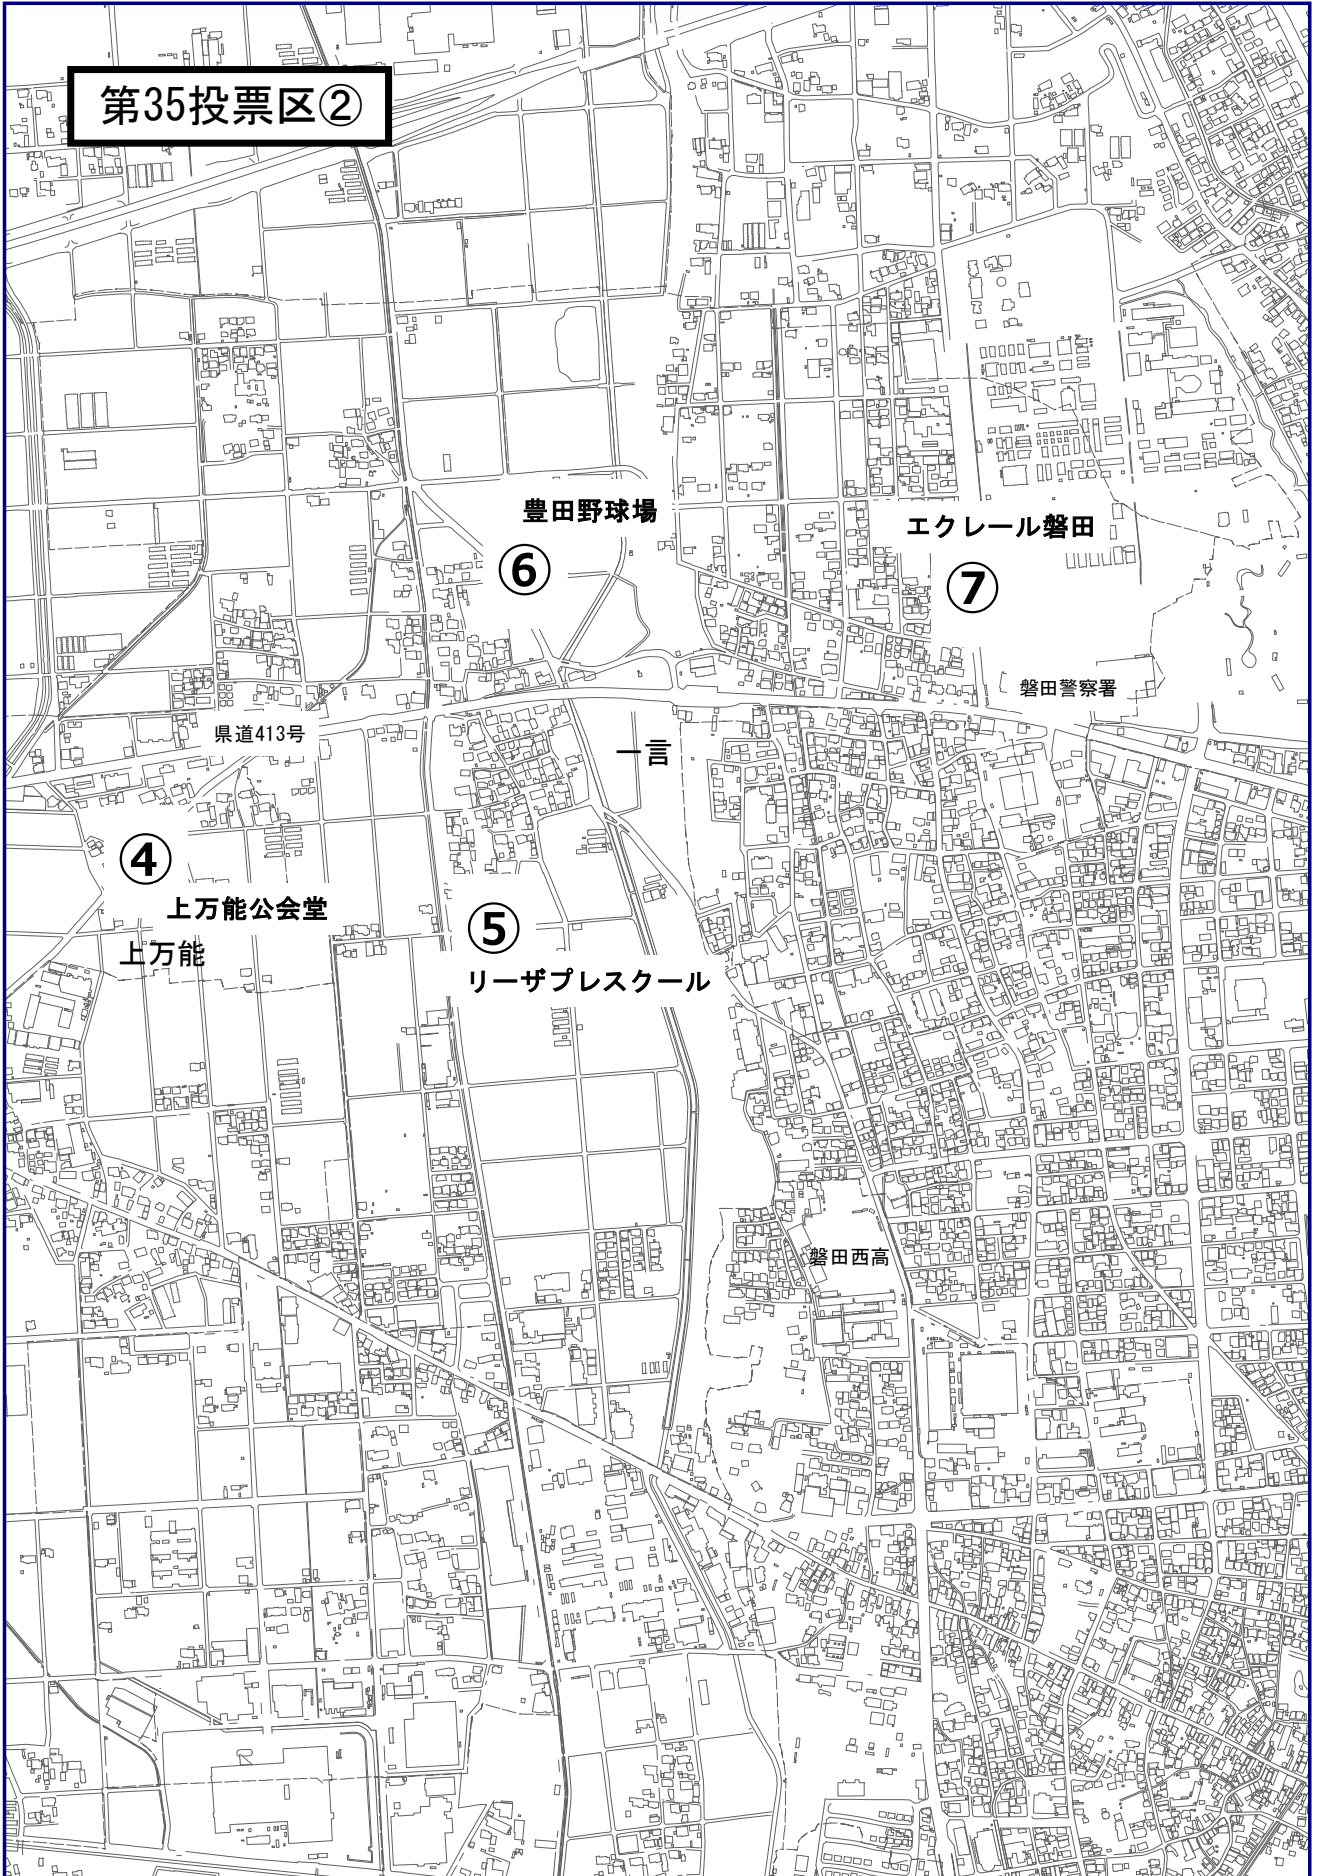 第35投票区②
豊田野球場
⑥
エクレール磐田
⑦
磐田警察署
県道413号
一言
④
上万能公会堂
上万能
⑤
リーザプレスクール
磐田西高